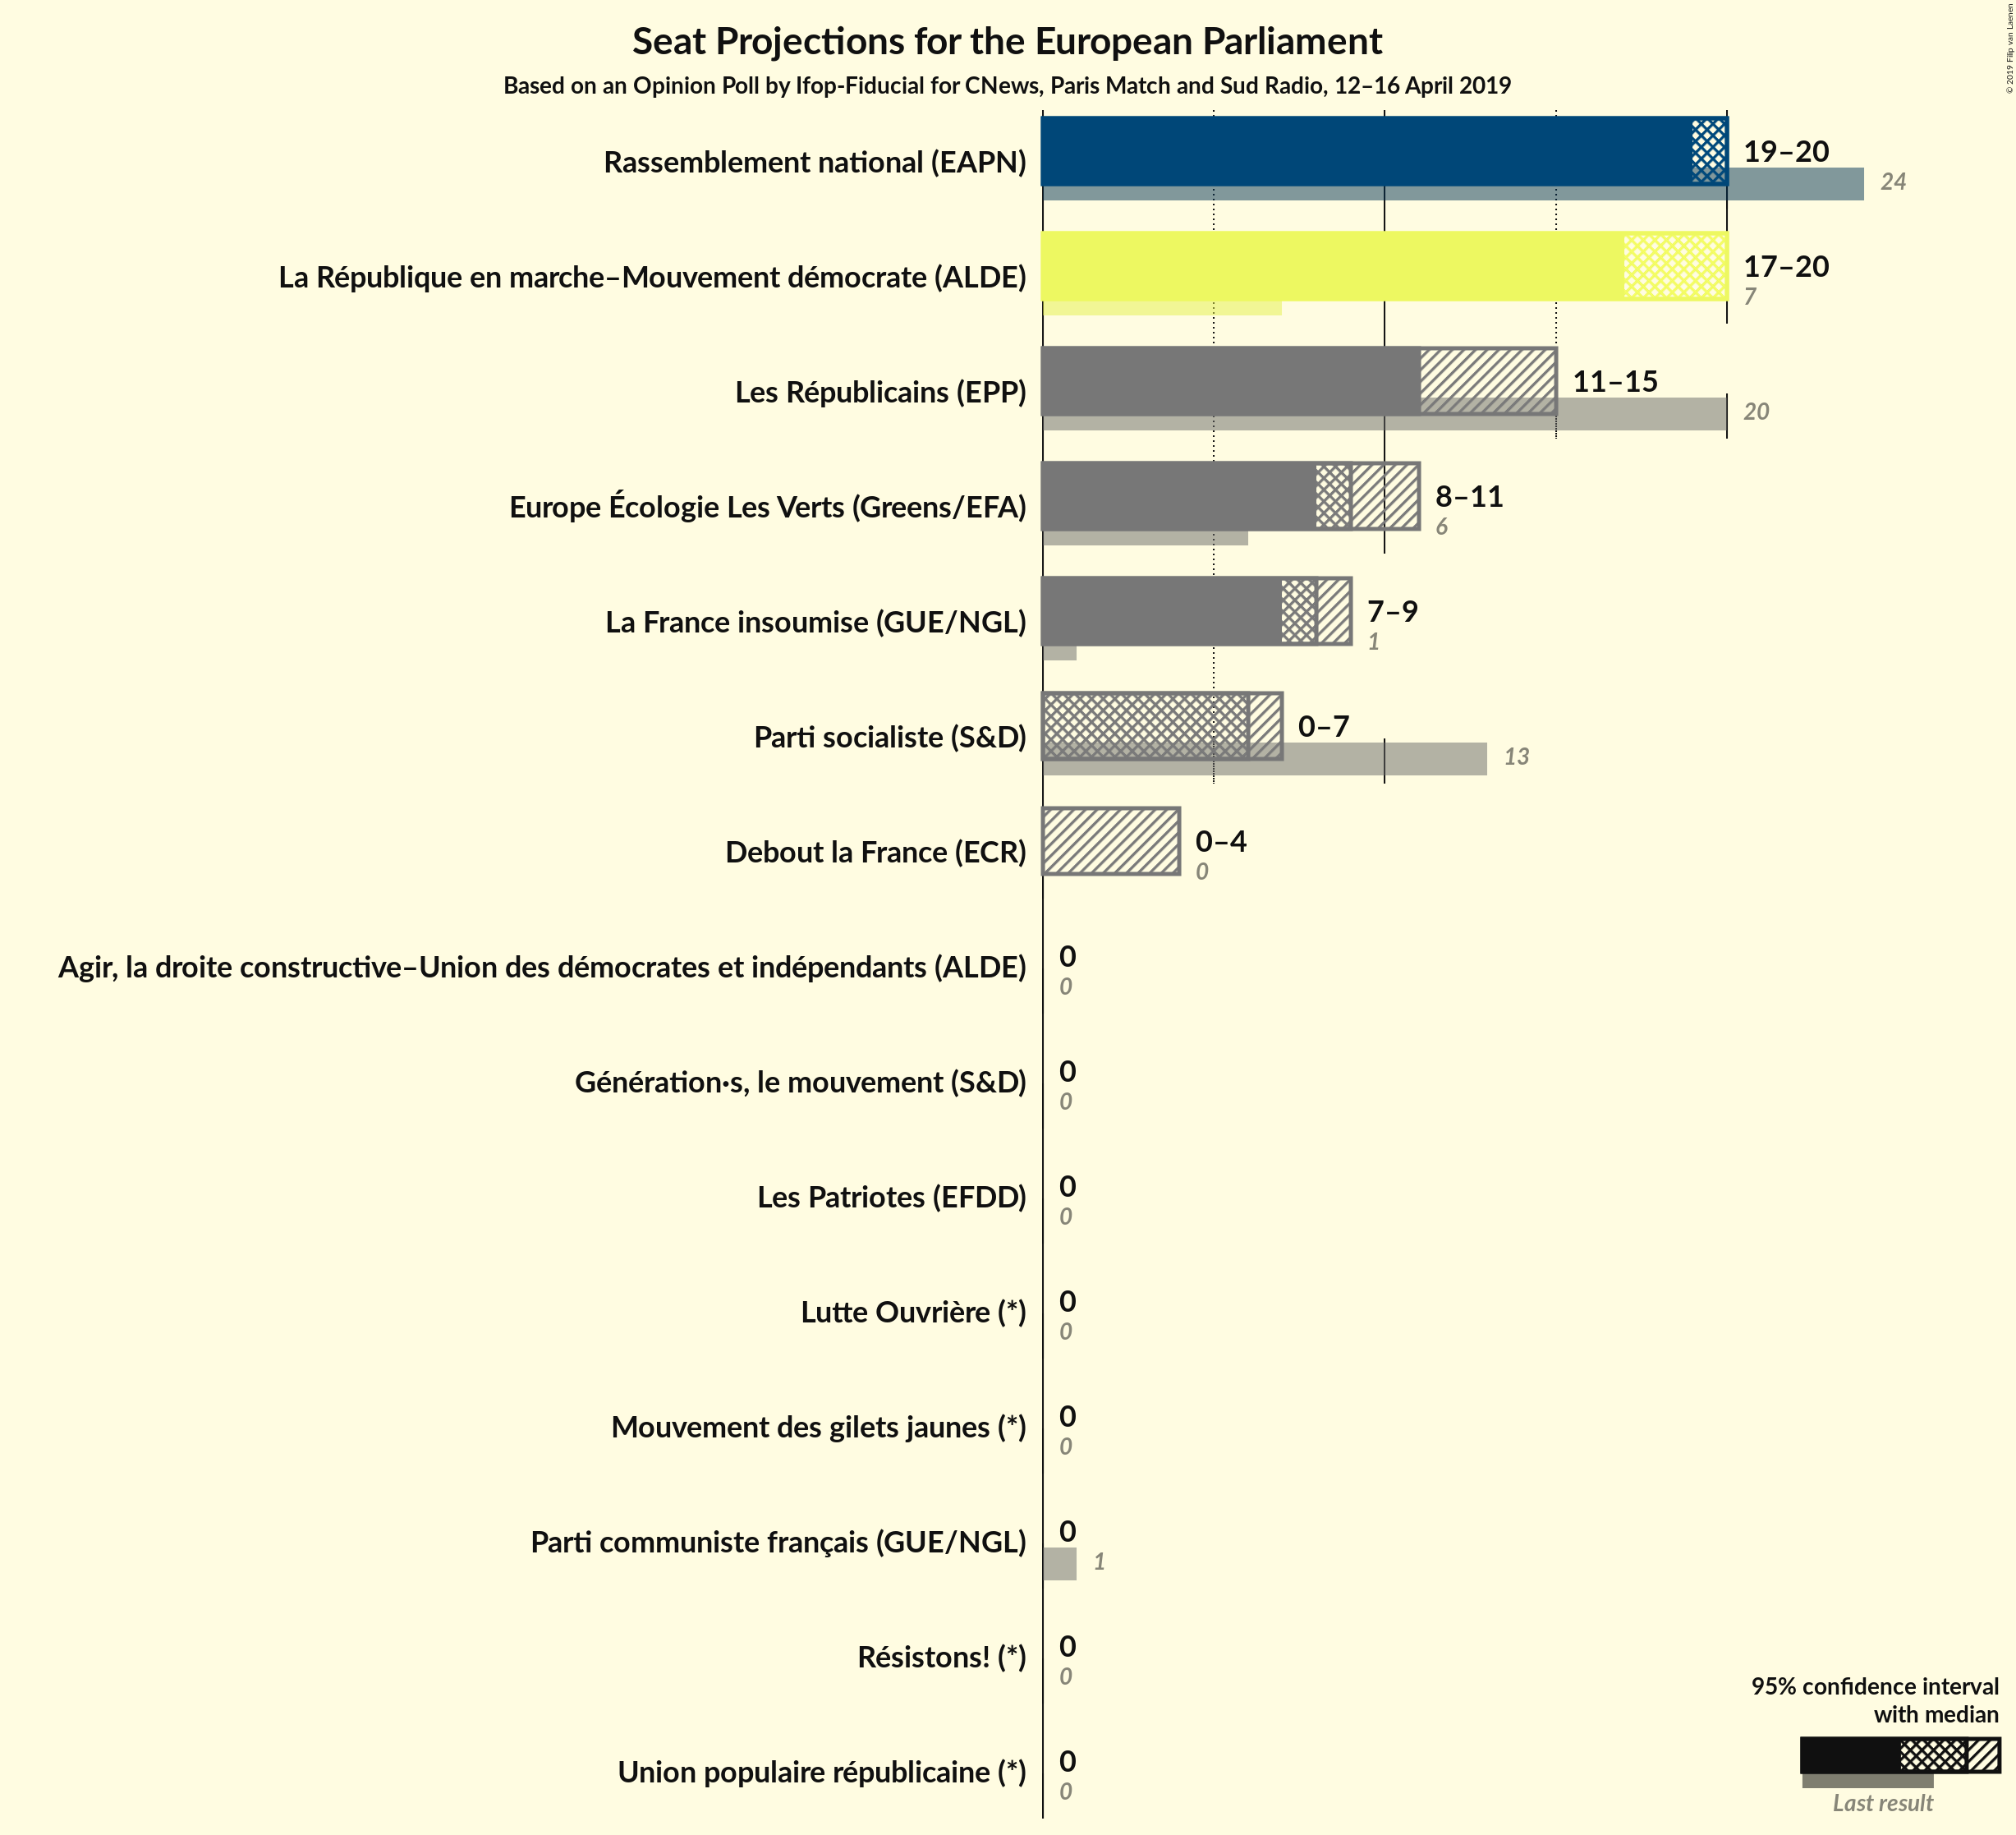 Seat Projections for the European Parliament
Based on an Opinion Poll by Ifop-Fiducial for CNews, Paris Match and Sud Radio, 12–16 April 2019
© 2019 Filip van Laenen
Rassemblement national (EAPN)
19–20
24
La République en marche–Mouvement démocrate (ALDE)
17–20
7
Les Républicains (EPP)
11–15
20
Europe Écologie Les Verts (Greens/EFA)
8–11
6
La France insoumise (GUE/NGL)
7–9
1
Parti socialiste (S&D)
0–7
13
Debout la France (ECR)
0–4
0
Agir, la droite constructive–Union des démocrates et indépendants (ALDE)
0
0
Génération·s, le mouvement (S&D)
0
0
Les Patriotes (EFDD)
0
0
Lutte Ouvrière (*)
0
0
Mouvement des gilets jaunes (*)
0
0
Parti communiste français (GUE/NGL)
0
1
Résistons! (*)
0
0
Union populaire républicaine (*)
0
0
95% confidence interval
with median
Last result